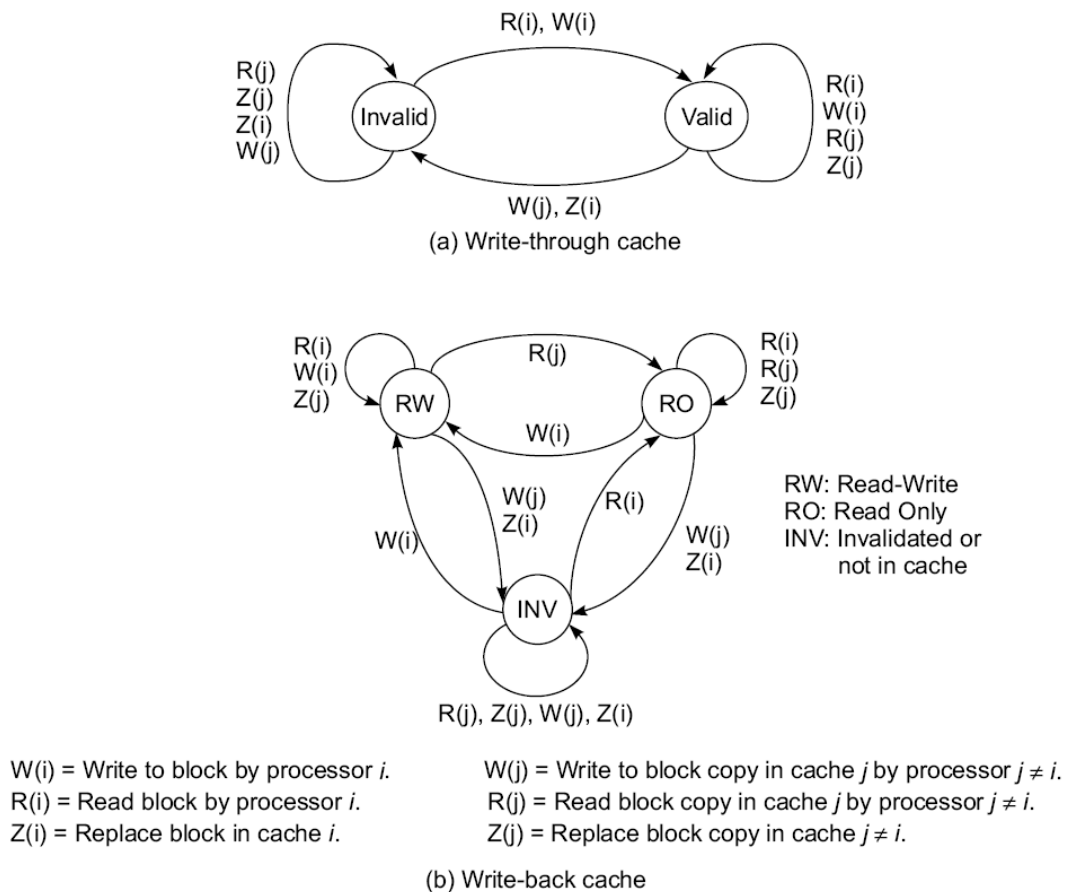 R(i), W(i)
R(j)
Z(j)
Z(i)
W(j)
Invalid
Valid
R(i)
W(i)
R(j)
Z(j)
W(j), Z(i)
(a) Write-through cache
R(i)
W(i)
Z(j)
RW
R(j)
RO
R(i)
R(j)
Z(j)
W(i)
W(j)
Z(i)
R(i)
W(i)
W(j)
Z(i)
RW: Read-Write
RO: Read Only
INV: Invalidated or
not in cache
INV
R(j), Z(j), W(j), Z(i)
W(i) = Write to block by processor i.
W(j) = Write to block copy in cache j by processor j ≠ i.
R(i) = Read block by processor i.
R(j) = Read block copy in cache j by processor j ≠ i.
Z(i) = Replace block in cache i.
Z(j) = Replace block copy in cache j ≠ i.
(b) Write-back cache